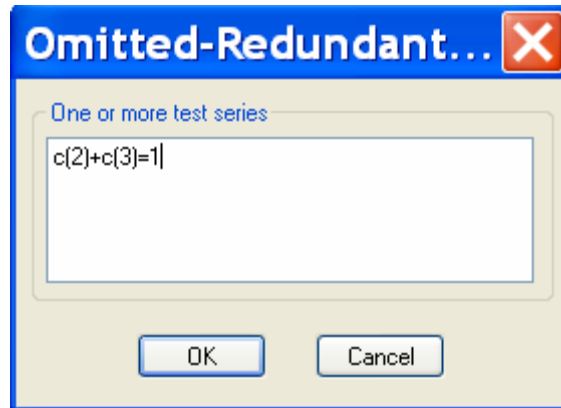 Omitted-Redundant...
One or more test series
c(2)+c(3)=1
OK
Cancel